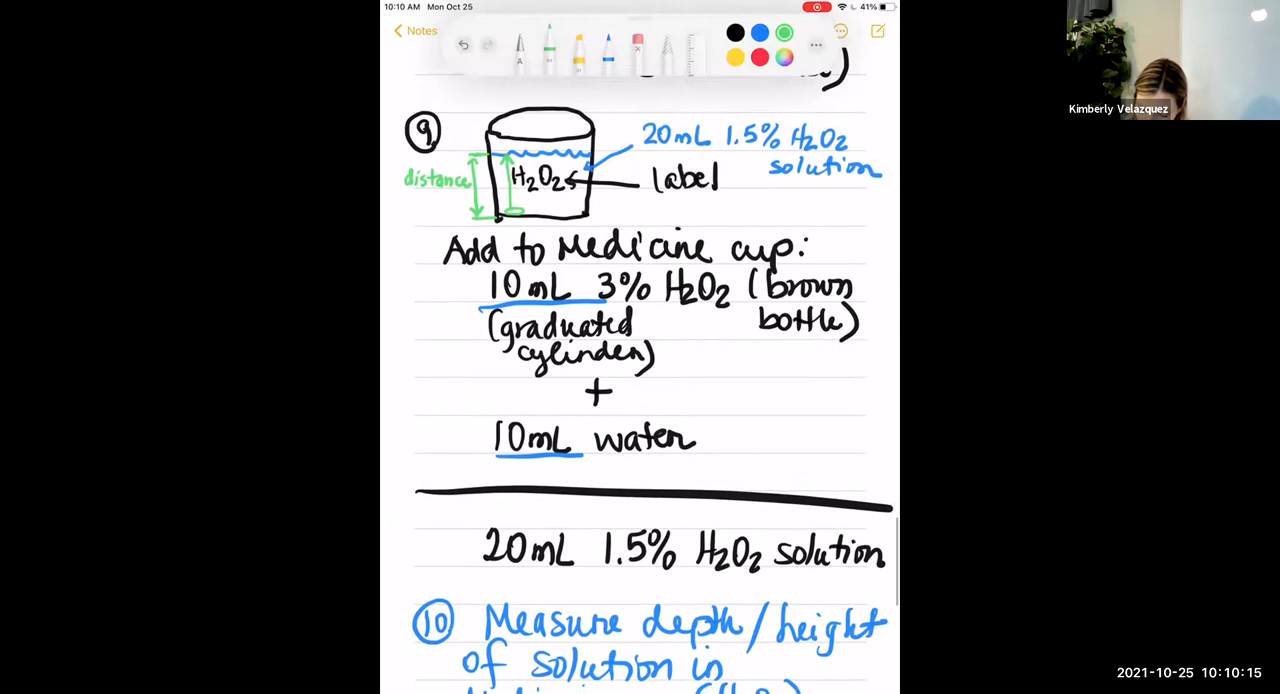 10:10 AM Mon Oct 25
41%
Notes
A
9
20mL 1.5% H2O2
solution
distance
H2O2
label
Add to Medicine cup:
10mL 3% H2O2 (brown
bottle)
(graduated
cylinder)
+
10mL water
20mL 1.5% H2O2 solution
10 Measure depth/height
of solution in
Kimberly Velazquez
2021-10-25 10:10:15